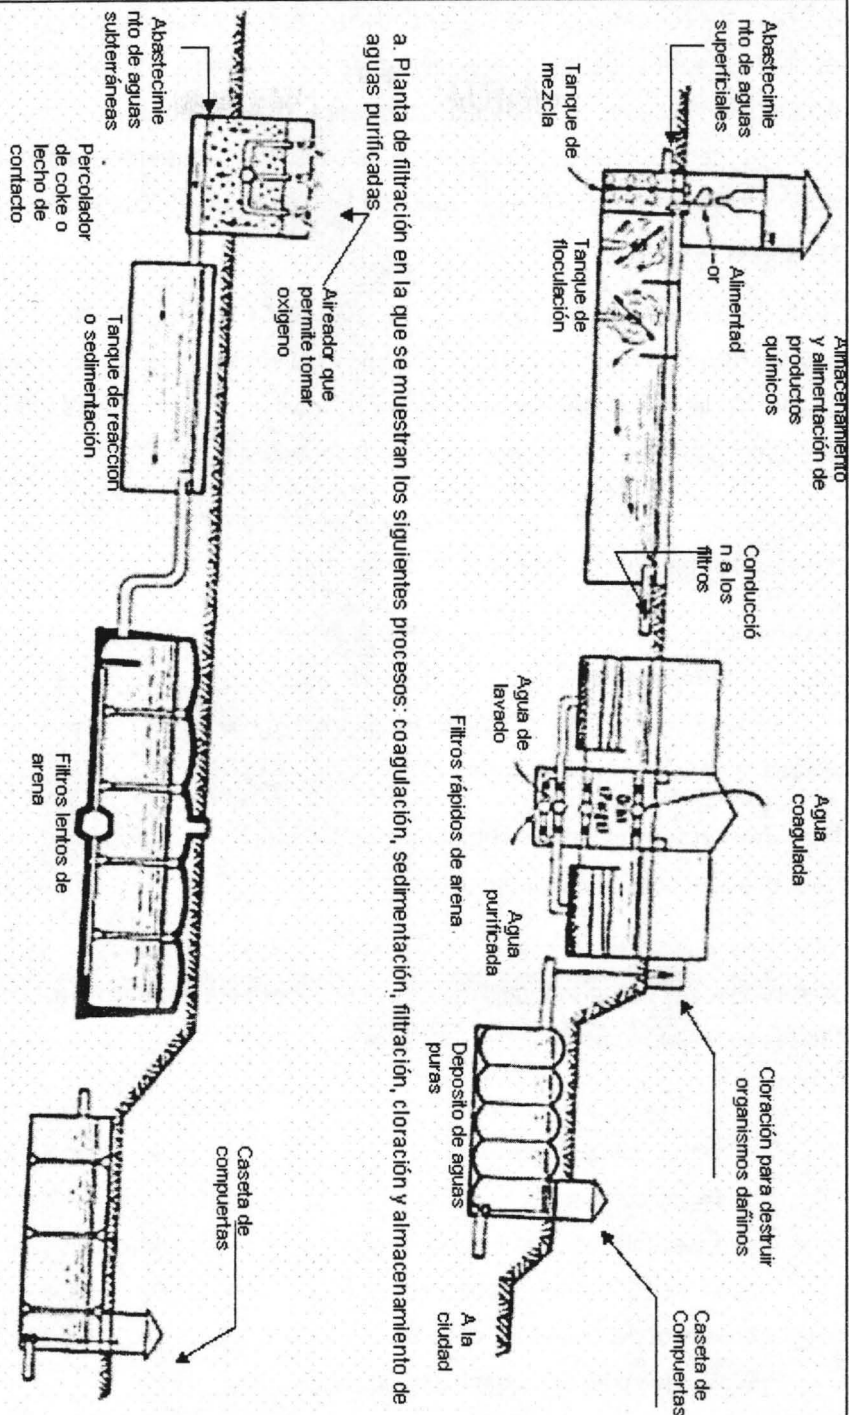 Almacenamiento
y alimentación de
productos
químicos
Abastecimie
nto de aguas
superficiales
Tanque de
mezcla
Alimentad
or
Tanque de
floculación
Conducció
n a los
filtros
Agua
coagulada
Agua de
lavado
Filtros rápidos de arena
Agua
purificada
Cloración para destruir
organismos dañinos
Deposito de aguas
puras
Caseta de
Compuertas
A la
ciudad
a. Planta de filtración en la que se muestran los siguientes procesos: coagulación, sedimentación, filtración, cloración y almacenamiento de
aguas purificadas
Abastecimie
nto de aguas
subterráneas
Aireador que
permite tomar
oxigeno
Percolador
de coke o
lecho de
contacto
Tanque de reaccion
o sedimentación
Filtros lentos de
arena
Caseta de
compuertas